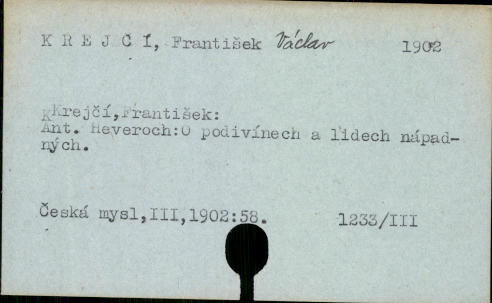 K R E J Č Í, František Václav 1902
Krejčí,František:
Ant. Heveroch:O podivínech a lidech nápad-
ných.
Česká mysl,III,1902:58. 1233/III